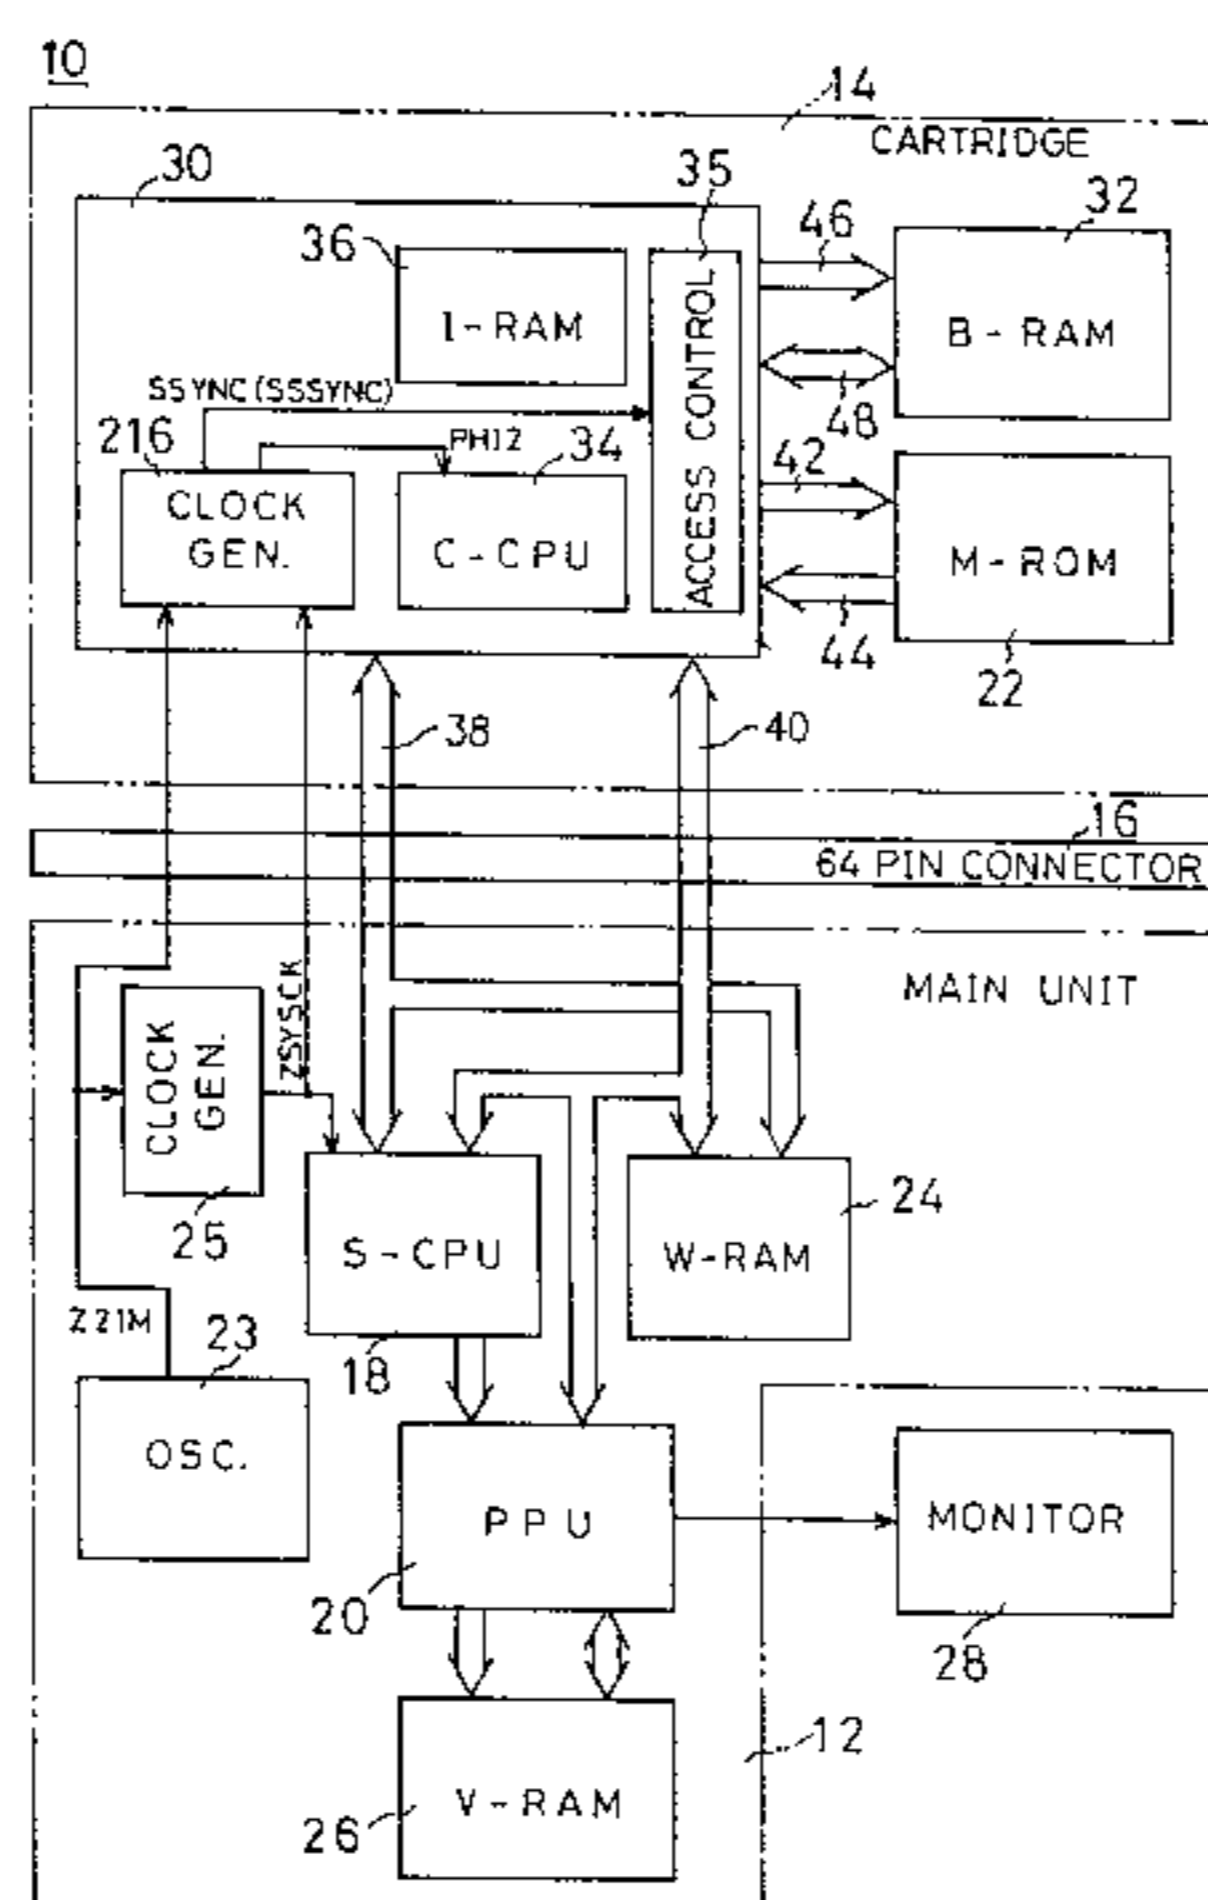 10
14
CARTRIDGE
30
35
32
36
46
I-RAM
B-RAM
ACCESS CONTROL
SSYNC(SSSYNC)
48
216
PHIZ
34
42
CLOCK
GEN.
C-CPU
M-ROM
44
22
38
40
16
64 PIN CONNECTOR
MAIN UNIT
ZSYSCK
CLOCK
GEN.
25
24
S-CPU
W-RAM
Z21M
23
18
OSC.
PPU
MONITOR
20
28
12
V-RAM
26